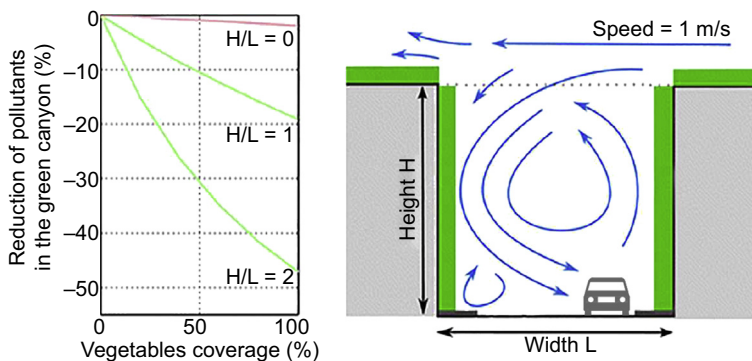 Reduction of pollutants
in the green canyon (%)
0
–10
–20
–30
–40
–50
H/L = 0
H/L = 1
H/L = 2
0
50
100
Vegetables coverage (%)
Speed = 1 m/s
Height H
Width L